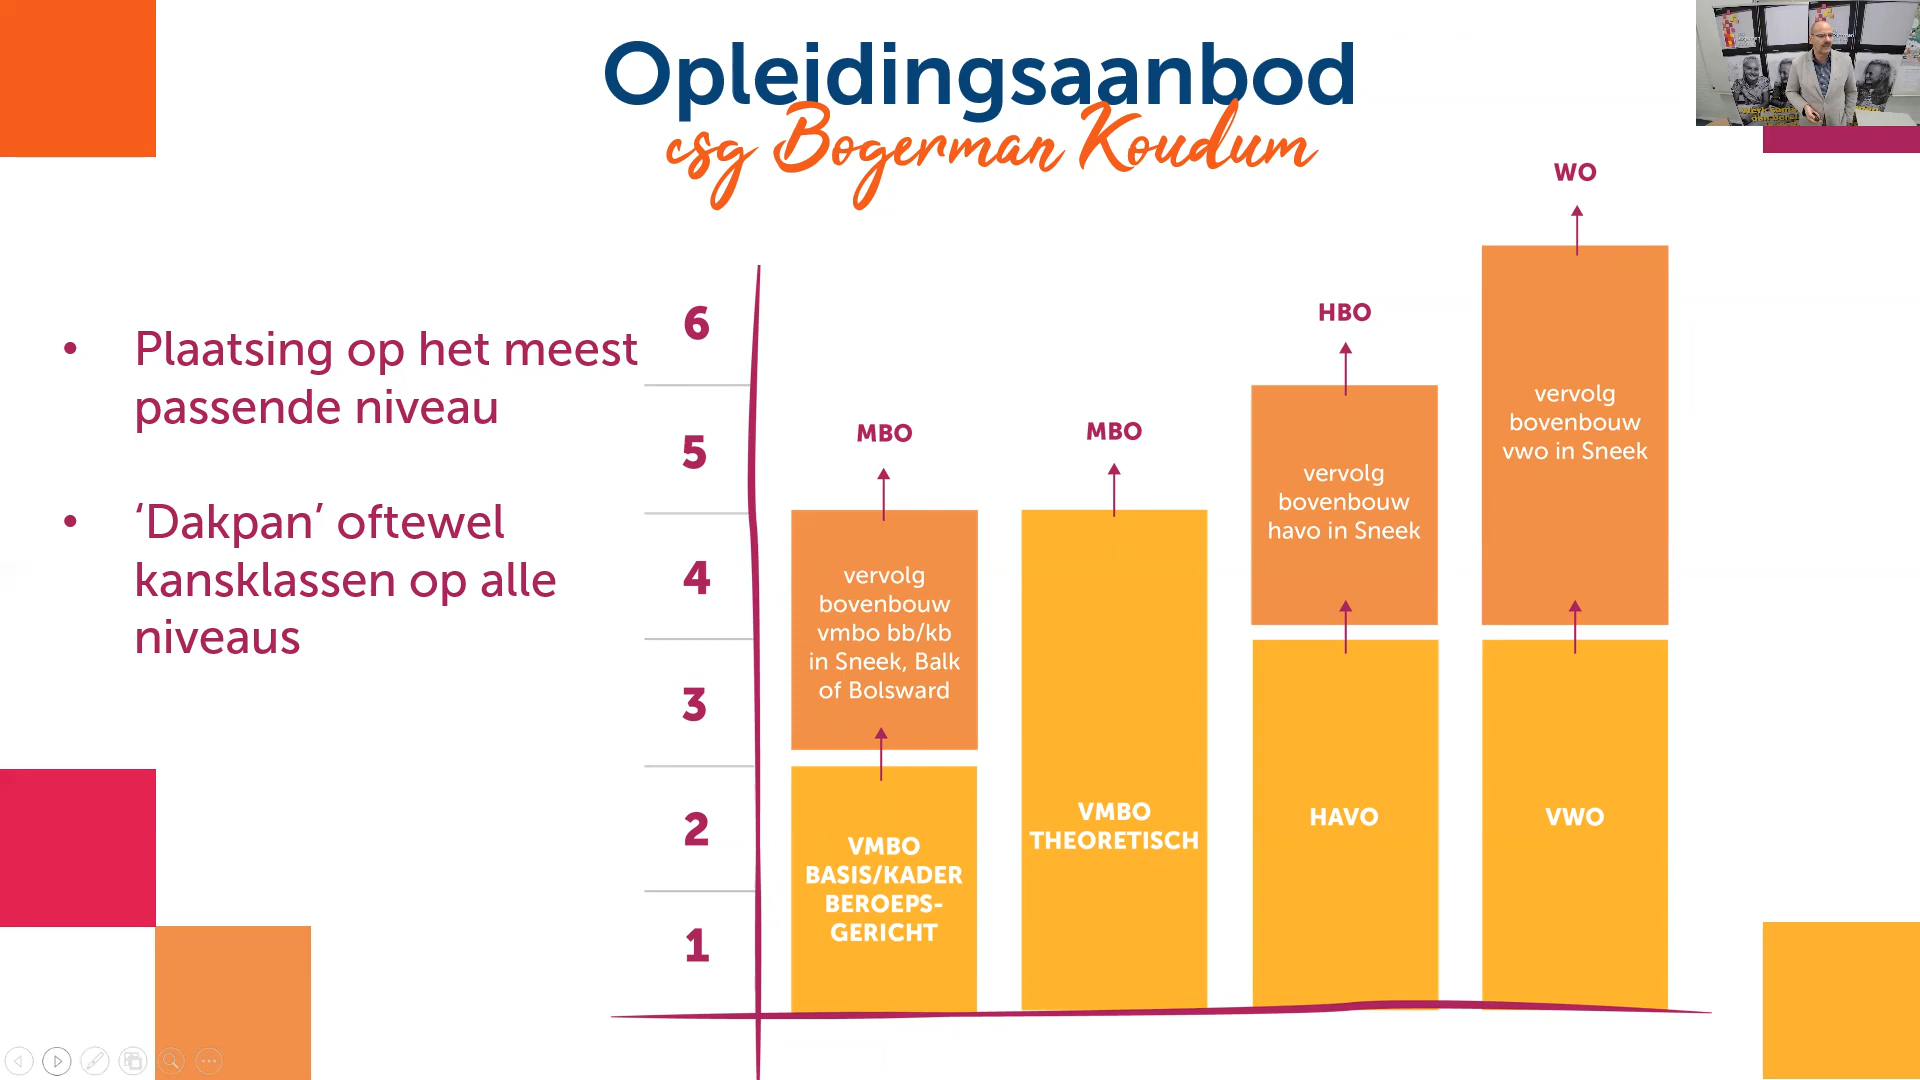 Opleidingsaanbod
csg Bogerman Koudum
• Plaatsing op het meest
passende niveau
• ‘Dakpan’ oftewel
kansklassen op alle
niveaus
6
5
4
3
2
1
MBO
vervolg
bovenbouw
vmbo bb/kb
in Sneek, Balk
of Bolsward
VMBO
BASIS/KADER
BEROEPS-
GERICHT
MBO
VMBO
THEORETISCH
HBO
vervolg
bovenbouw
havo in Sneek
HAVO
WO
vervolg
bovenbouw
vwo in Sneek
VWO